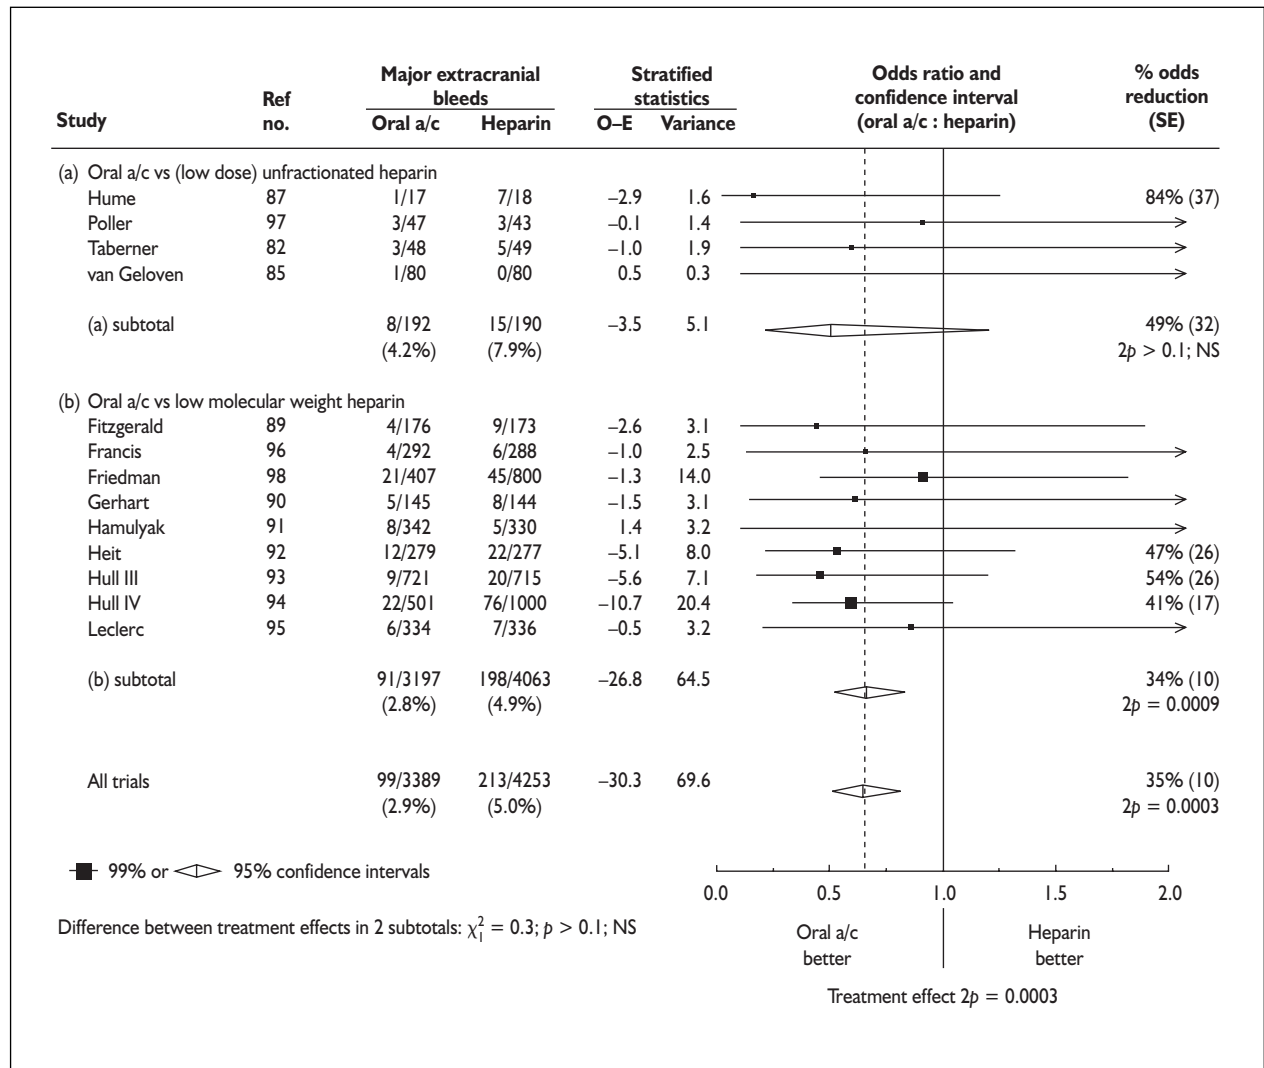 Study Ref no. Major extracranial bleeds Stratified statistics Odds ratio and confidence interval (oral a/c : heparin) % odds reduction (SE)
Oral a/c Heparin O–E Variance
(a) Oral a/c vs (low dose) unfractionated heparin
Hume 87 1/17 7/18 –2.9 1.6 84% (37)
Poller 97 3/47 3/43 –0.1 1.4
Taberner 82 3/48 5/49 –1.0 1.9
van Geloven 85 1/80 0/80 0.5 0.3
(a) subtotal 8/192 15/190 –3.5 5.1 49% (32)
(4.2%) (7.9%) 2p > 0.1; NS
(b) Oral a/c vs low molecular weight heparin
Fitzgerald 89 4/176 9/173 –2.6 3.1
Francis 96 4/292 6/288 –1.0 2.5
Friedman 98 21/407 45/800 –1.3 14.0
Gerhart 90 5/145 8/144 –1.5 3.1
Hamulyak 91 8/342 5/330 1.4 3.2
Heit 92 12/279 22/277 –5.1 8.0 47% (26)
Hull III 93 9/721 20/715 –5.6 7.1 54% (26)
Hull IV 94 22/501 76/1000 –10.7 20.4 41% (17)
Leclerc 95 6/334 7/336 –0.5 3.2
(b) subtotal 91/3197 198/4063 –26.8 64.5 34% (10)
(2.8%) (4.9%) 2p = 0.0009
All trials 99/3389 213/4253 –30.3 69.6 35% (10)
(2.9%) (5.0%) 2p = 0.0003
99% or 95% confidence intervals
0.0 0.5 1.0 1.5 2.0
Difference between treatment effects in 2 subtotals: χ²₁ = 0.3; p > 0.1; NS
Oral a/c better
Heparin better
Treatment effect 2p = 0.0003